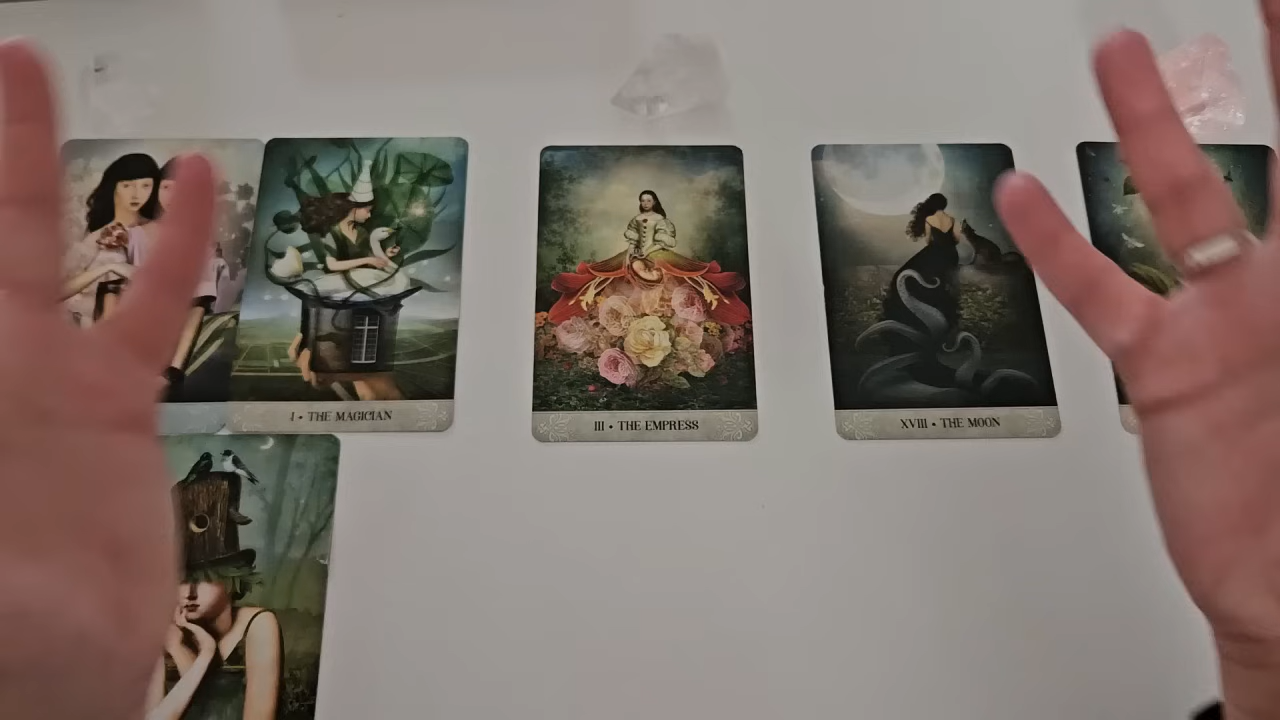 I • THE MAGICIAN
III • THE EMPRESS
XVIII • THE MOON